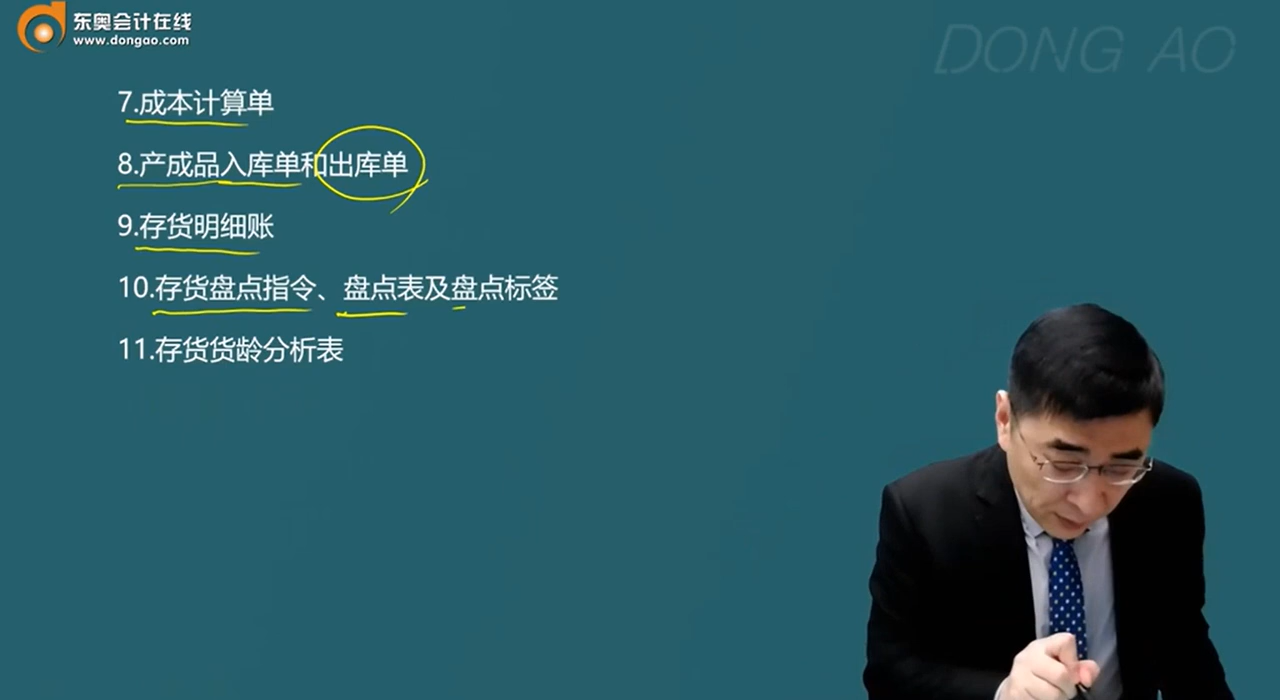 东奥会计在线
www.dongao.com
DONG AO
7.成本计算单
8.产成品入库单和出库单
9.存货明细账
10.存货盘点指令、盘点表及盘点标签
11.存货货龄分析表